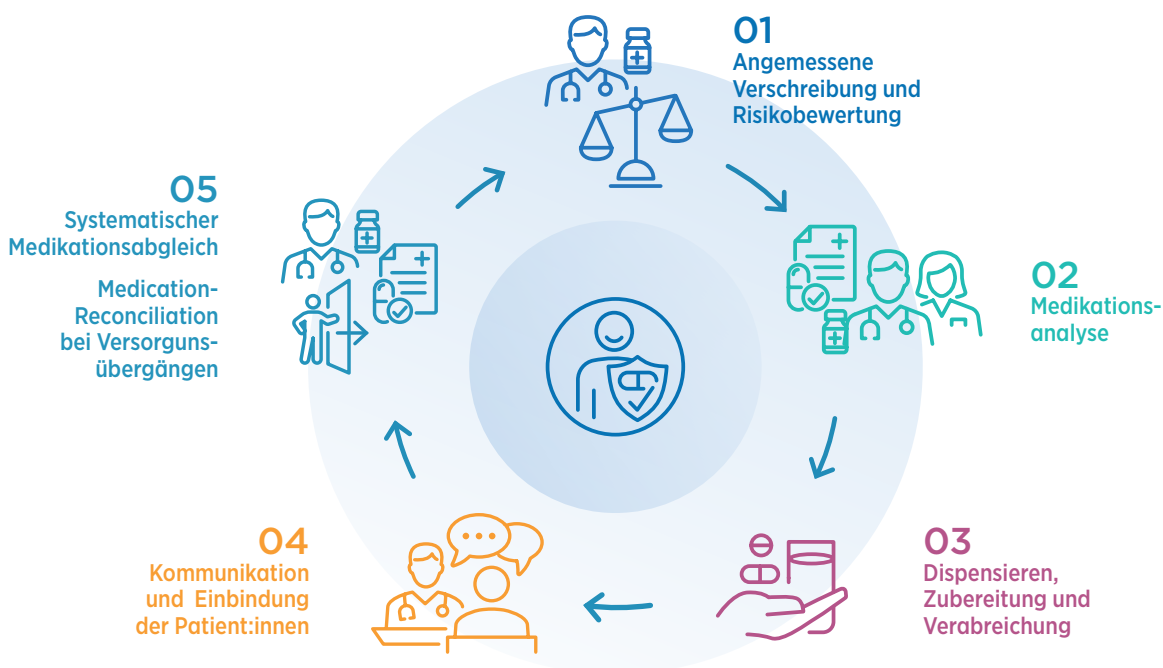 01
Angemessene
Verschreibung und
Risikobewertung
02
Medikations-
analyse
03
Dispensieren,
Zubereitung und
Verabreichung
04
Kommunikation
und Einbindung
der Patient:innen
05
Systematischer
Medikationsabgleich
Medication-
Reconciliation
bei Versorguns-
übergängen